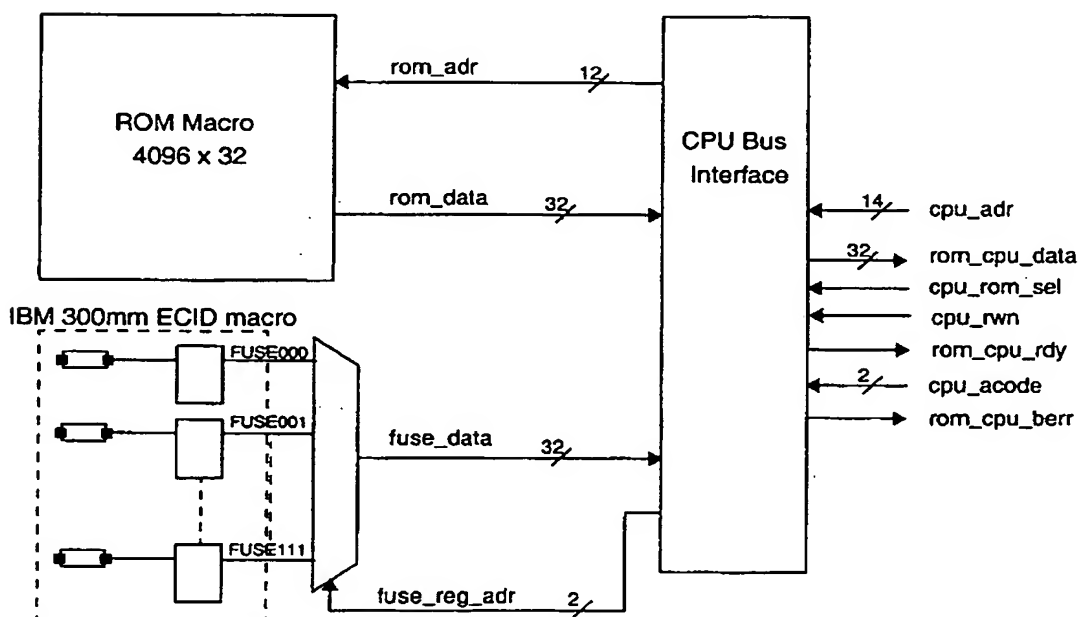 ROM Macro
4096 x 32
rom_adr
12
rom_data
32
CPU Bus
Interface
14
cpu_adr
32
rom_cpu_data
cpu_rom_sel
cpu_rwn
rom_cpu_rdy
2
cpu_acode
rom_cpu_berr
IBM 300mm ECID macro
FUSE000
FUSE001
FUSE111
fuse_data
32
fuse_reg_adr
2